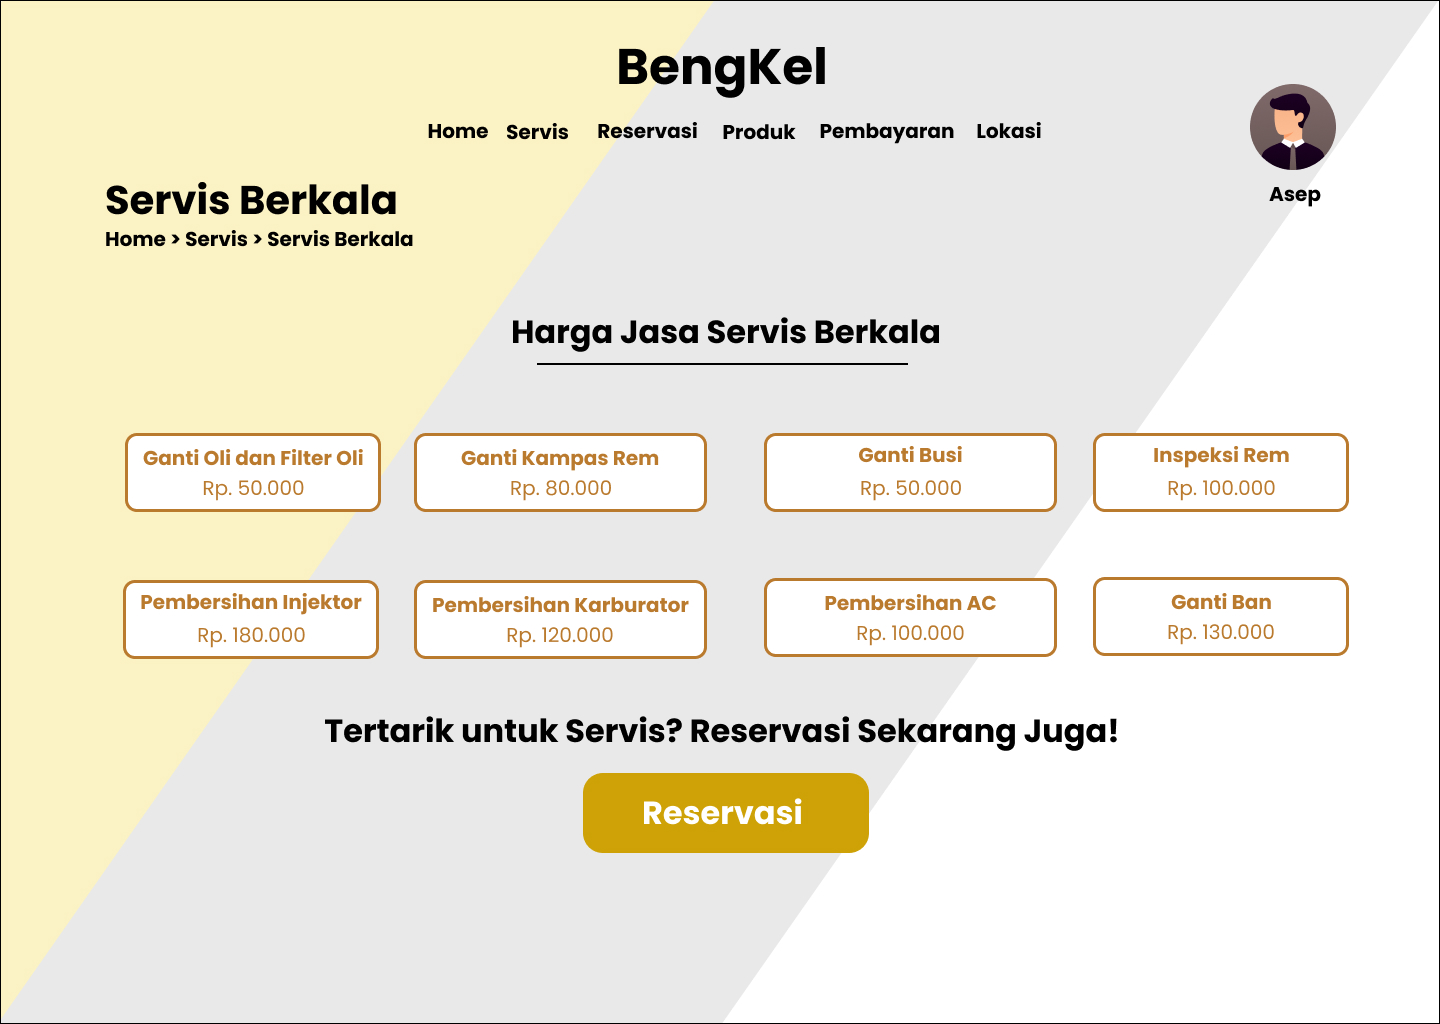 BengKel
Home Servis Reservasi Produk Pembayaran Lokasi
Asep
Servis Berkala
Home > Servis > Servis Berkala
Harga Jasa Servis Berkala
Ganti Oli dan Filter Oli
Rp. 50.000
Ganti Kampas Rem
Rp. 80.000
Ganti Busi
Rp. 50.000
Inspeksi Rem
Rp. 100.000
Pembersihan Injektor
Rp. 180.000
Pembersihan Karburator
Rp. 120.000
Pembersihan AC
Rp. 100.000
Ganti Ban
Rp. 130.000
Tertarik untuk Servis? Reservasi Sekarang Juga!
Reservasi